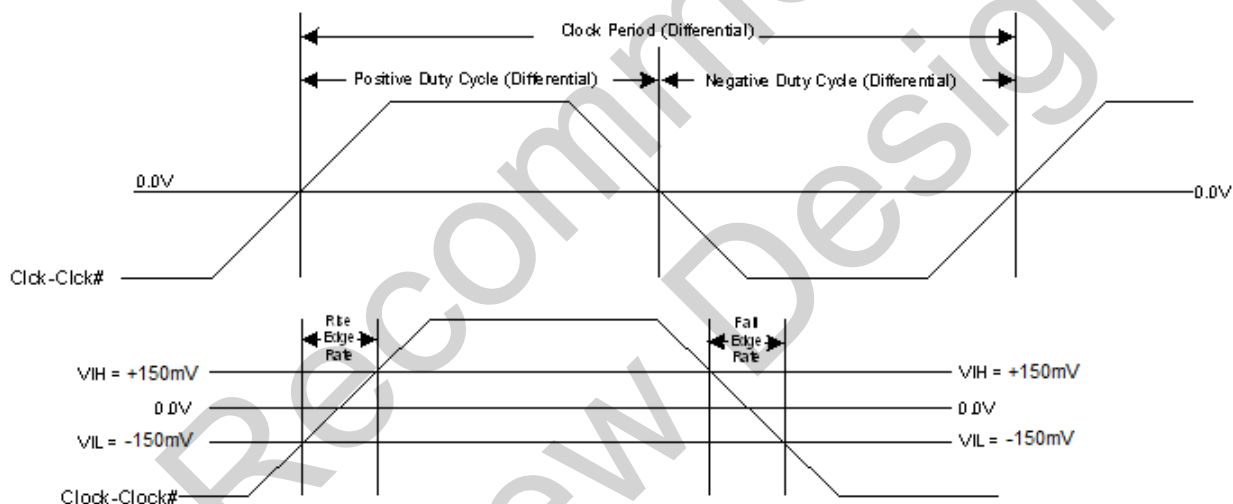 Clock Period (Differential)
Positive Duty Cycle (Differential)
Negative Duty Cycle (Differential)
0.0V
0.0V
Clck-Clck#
Rise
Edge
Rate
Fall
Edge
Rate
VIH = +150mV
VIH = +150mV
0.0V
0.0V
VIL = -150mV
VIL = -150mV
Clock-Clock#
Recomm
w Design